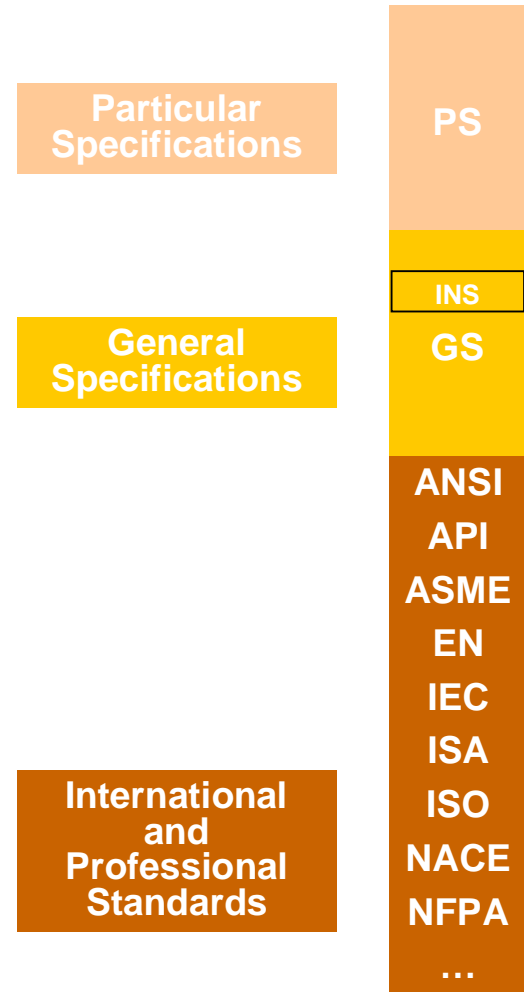 Particular
Specifications
PS
INS
General
Specifications
GS
ANSI
API
ASME
EN
IEC
ISA
International
and
Professional
Standards
ISO
NACE
NFPA
…